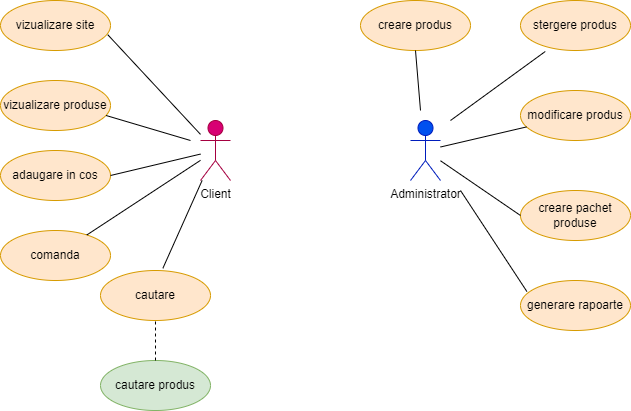 vizualizare site
vizualizare produse
adaugare in cos
comanda
cautare
cautare produs
Client
creare produs
stergere produs
modificare produs
creare pachet
produse
generare rapoarte
Administrator